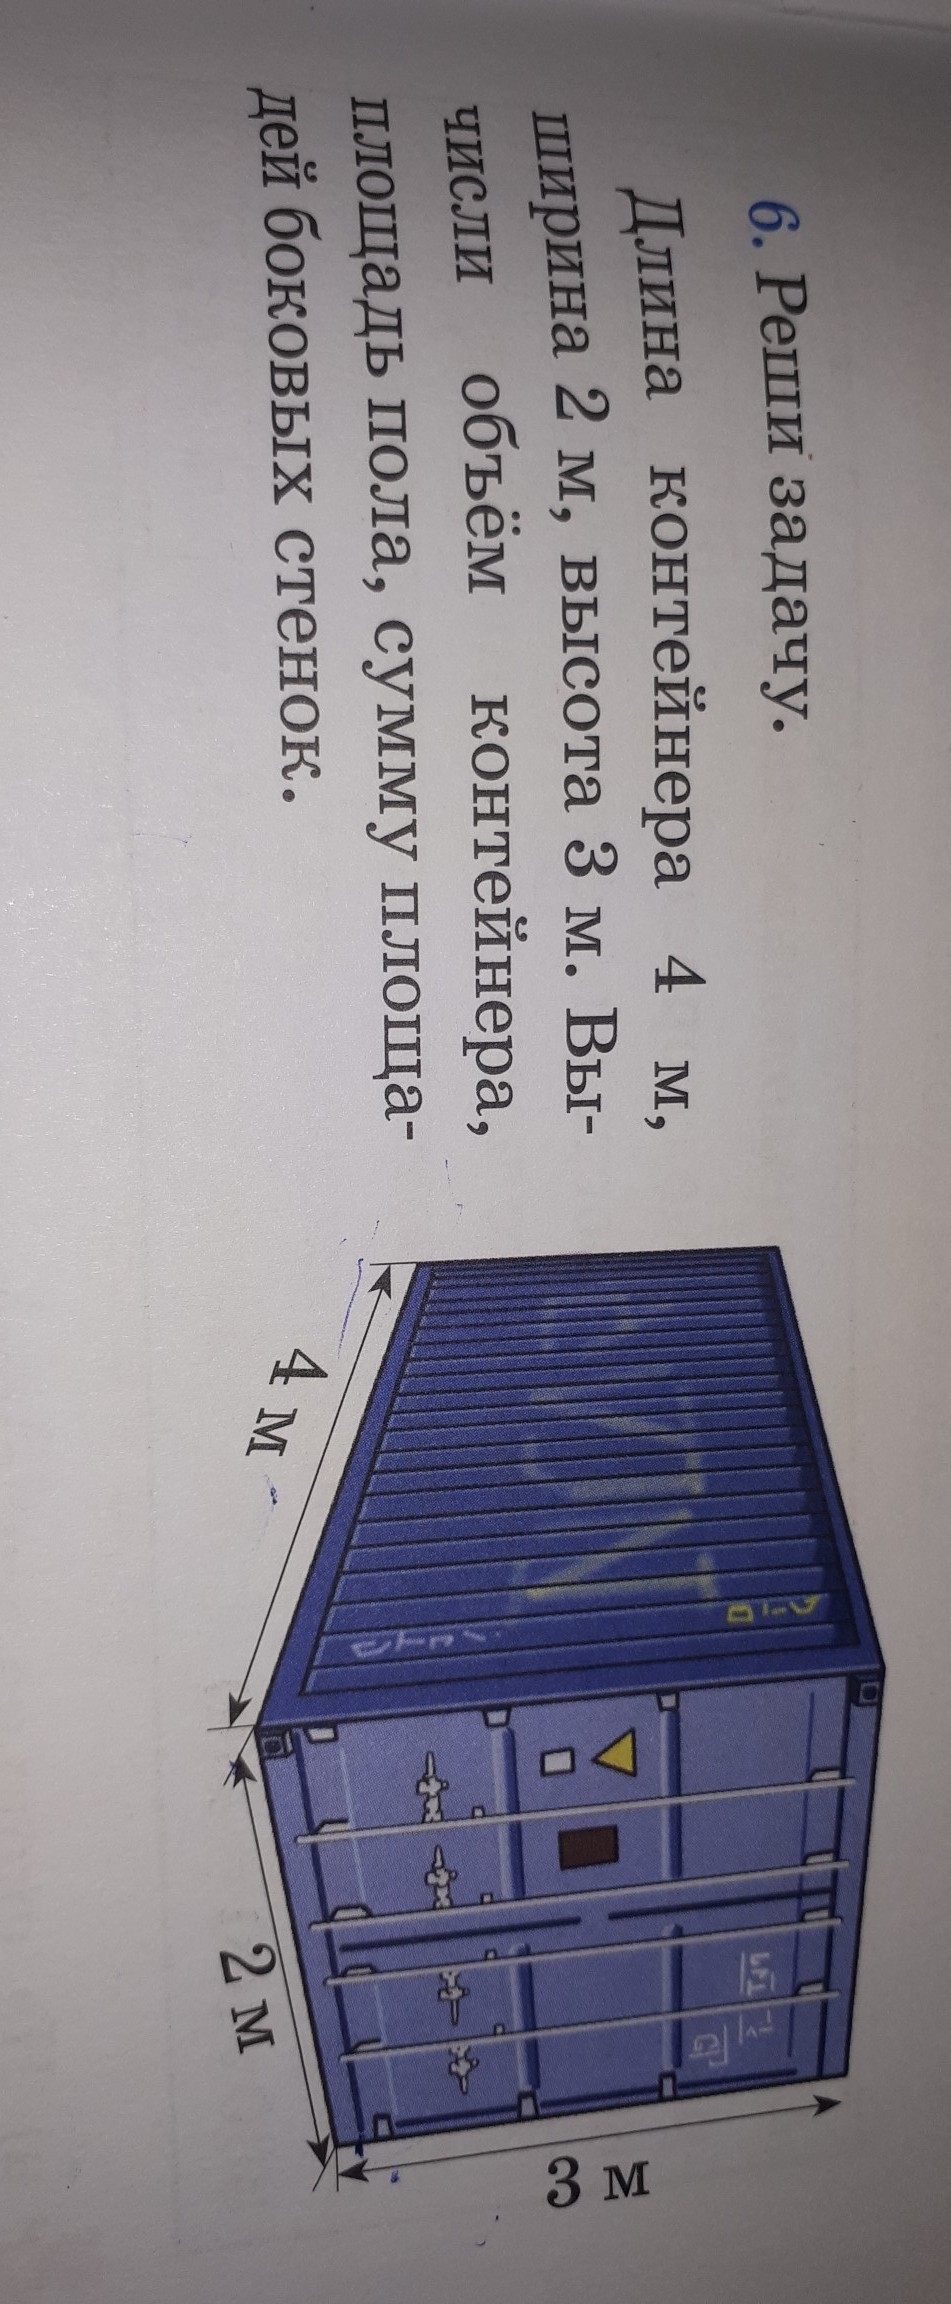 6. Реши задачу.
Длина контейнера 4 м,
ширина 2 м, высота 3 м. Вы-
числи объём контейнера,
площадь пола, сумму площа-
дей боковых стенок.
4 м
2 м
3 м